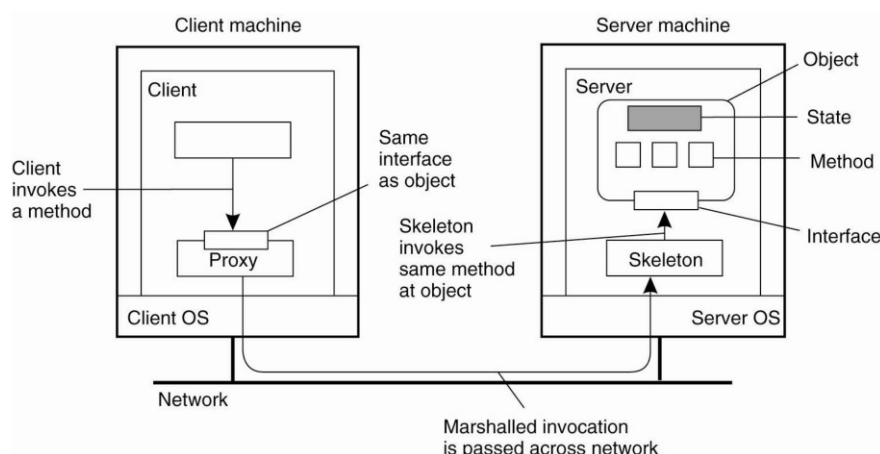 Client machine
Server machine
Object
Client
Server
State
Same
interface
as object
Client
invokes
a method
Method
Skeleton
invokes
same method
at object
Interface
Proxy
Skeleton
Client OS
Server OS
Network
Marshalled invocation
is passed across network